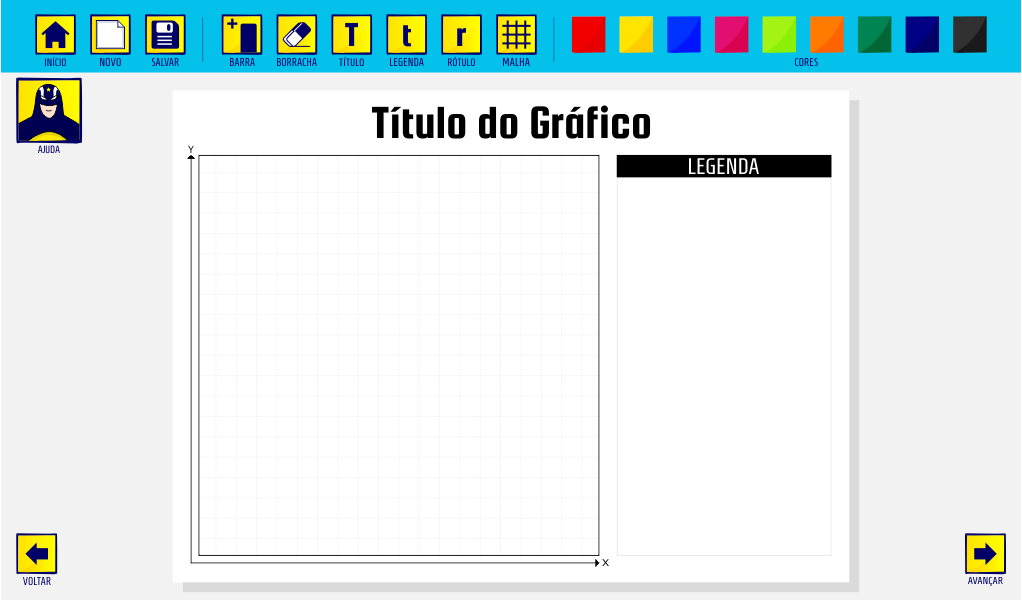 T t r
INÍCIO NOVO SALVAR BARRA BORRACHA TÍTULO LEGENDA RÓTULO MALHA CORES
AJUDA
Título do Gráfico
Y
LEGENDA
X
VOLTAR AVANÇAR